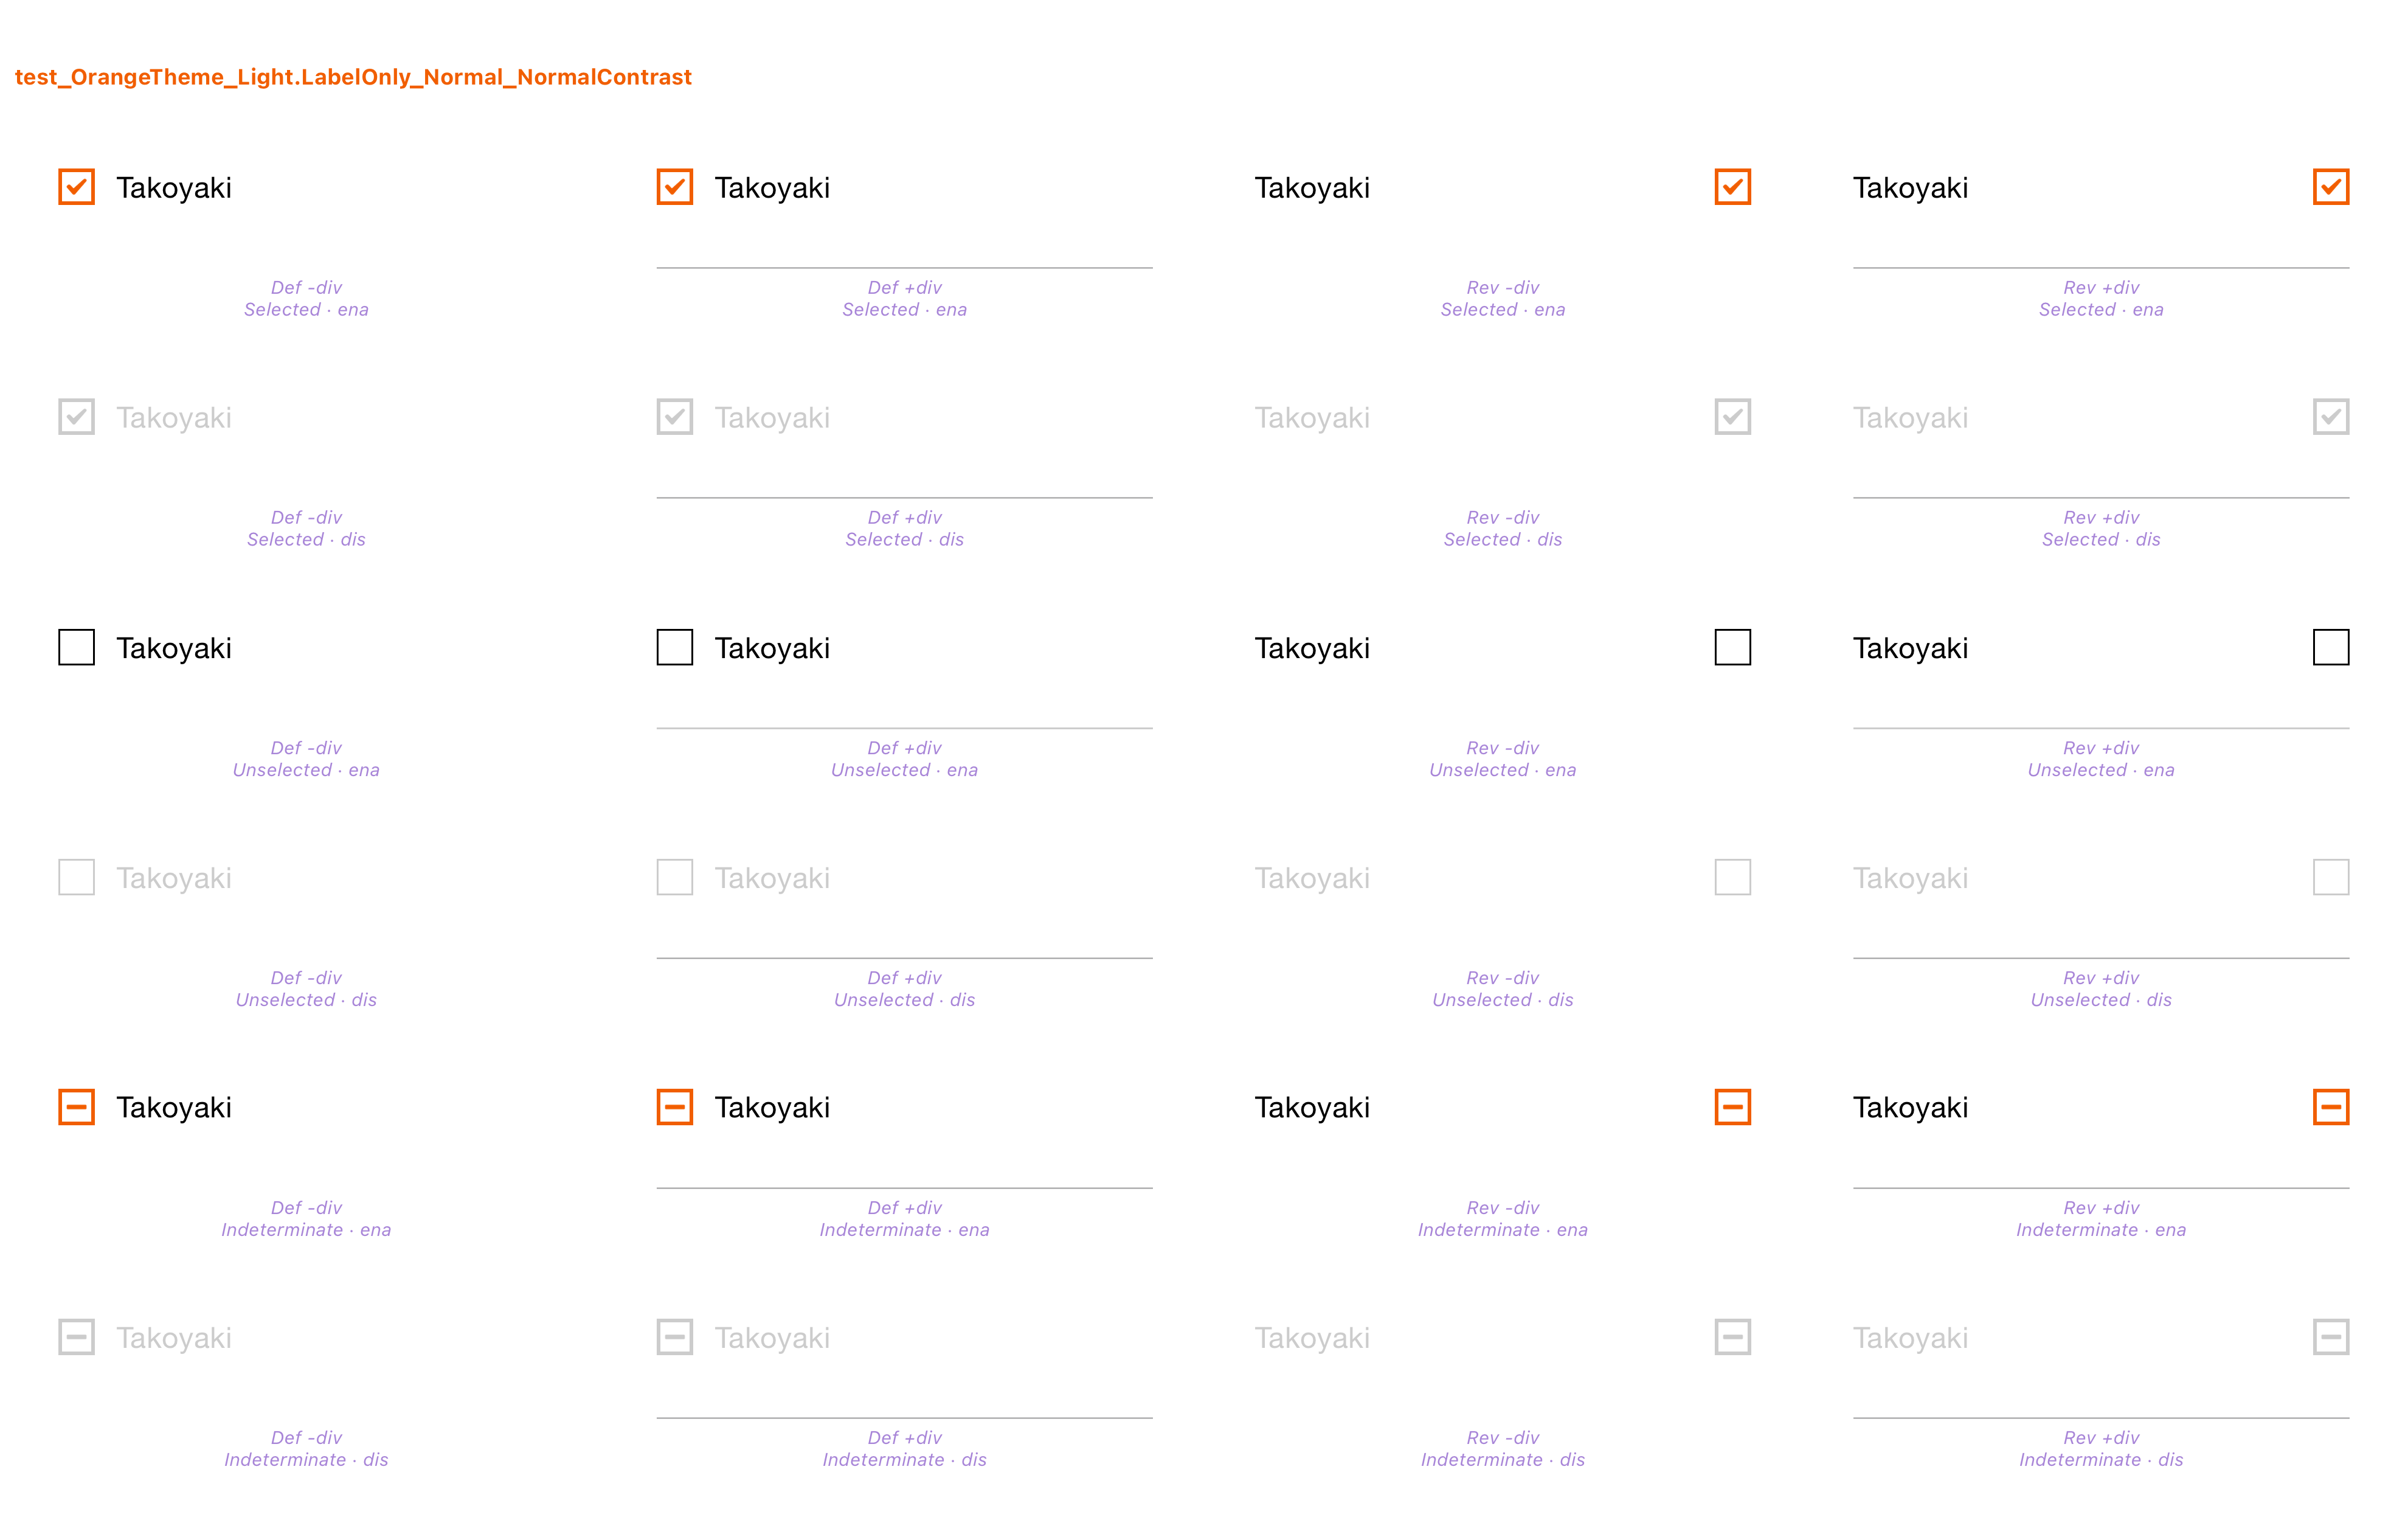 test_OrangeTheme_Light.LabelOnly_Normal_NormalContrast
Takoyaki
Takoyaki
Takoyaki
Takoyaki
Def -div
Def +div
Rev -div
Rev +div
Selected · ena
Selected · ena
Selected · ena
Selected · ena
Takoyaki
Takoyaki
Takoyaki
Takoyaki
Def -div
Def +div
Rev -div
Rev +div
Selected · dis
Selected · dis
Selected · dis
Selected · dis
Takoyaki
Takoyaki
Takoyaki
Takoyaki
Def -div
Def +div
Rev -div
Rev +div
Unselected · ena
Unselected · ena
Unselected · ena
Unselected · ena
Takoyaki
Takoyaki
Takoyaki
Takoyaki
Def -div
Def +div
Rev -div
Rev +div
Unselected · dis
Unselected · dis
Unselected · dis
Unselected · dis
Takoyaki
Takoyaki
Takoyaki
Takoyaki
Def -div
Def +div
Rev -div
Rev +div
Indeterminate · ena
Indeterminate · ena
Indeterminate · ena
Indeterminate · ena
Takoyaki
Takoyaki
Takoyaki
Takoyaki
Def -div
Def +div
Rev -div
Rev +div
Indeterminate · dis
Indeterminate · dis
Indeterminate · dis
Indeterminate · dis